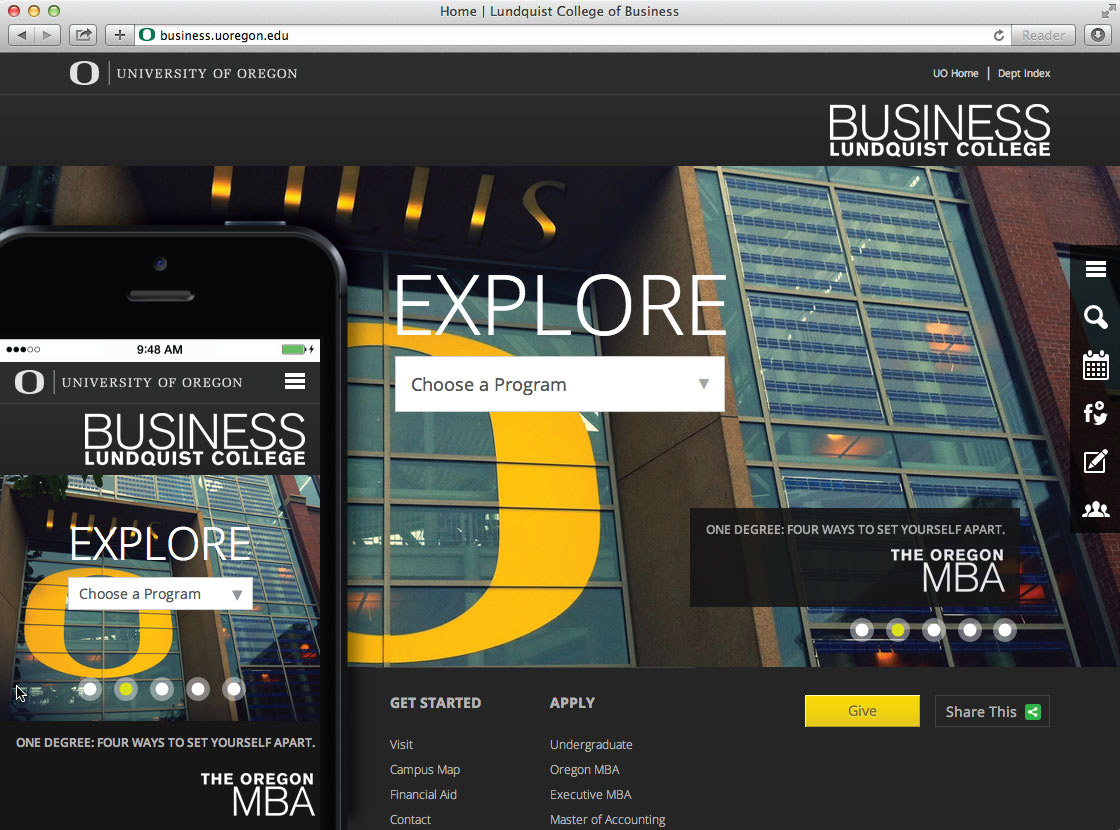 Home | Lundquist College of Business
business.uoregon.edu
Reader
O UNIVERSITY OF OREGON
UO Home | Dept Index
BUSINESS
LUNDQUIST COLLEGE
LILLIS
EXPLORE
Choose a Program
ONE DEGREE: FOUR WAYS TO SET YOURSELF APART.
THE OREGON
MBA
GET STARTED
Visit
Campus Map
Financial Aid
Contact
APPLY
Undergraduate
Oregon MBA
Executive MBA
Master of Accounting
Give
Share This
9:48 AM
O UNIVERSITY OF OREGON
BUSINESS
LUNDQUIST COLLEGE
EXPLORE
Choose a Program
ONE DEGREE: FOUR WAYS TO SET YOURSELF APART.
THE OREGON
MBA